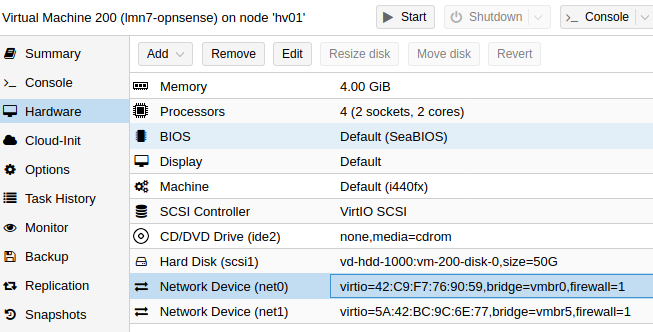 Virtual Machine 200 (lmn7-opnsense) on node 'hv01'
Start
Shutdown
Console
Summary
Console
Hardware
Cloud-Init
Options
Task History
Monitor
Backup
Replication
Snapshots
Add
Remove
Edit
Resize disk
Move disk
Revert
Memory 4.00 GiB
Processors 4 (2 sockets, 2 cores)
BIOS Default (SeaBIOS)
Display Default
Machine Default (i440fx)
SCSI Controller VirtIO SCSI
CD/DVD Drive (ide2) none,media=cdrom
Hard Disk (scsi1) vd-hdd-1000:vm-200-disk-0,size=50G
Network Device (net0) virtio=42:C9:F7:76:90:59,bridge=vmbr0,firewall=1
Network Device (net1) virtio=5A:42:BC:9C:6E:77,bridge=vmbr5,firewall=1